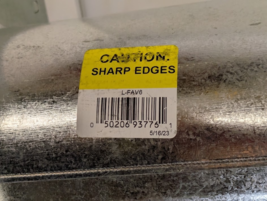 CAUTION:
SHARP EDGES
L-FAV6
0 50206 93776 1
5/16/23